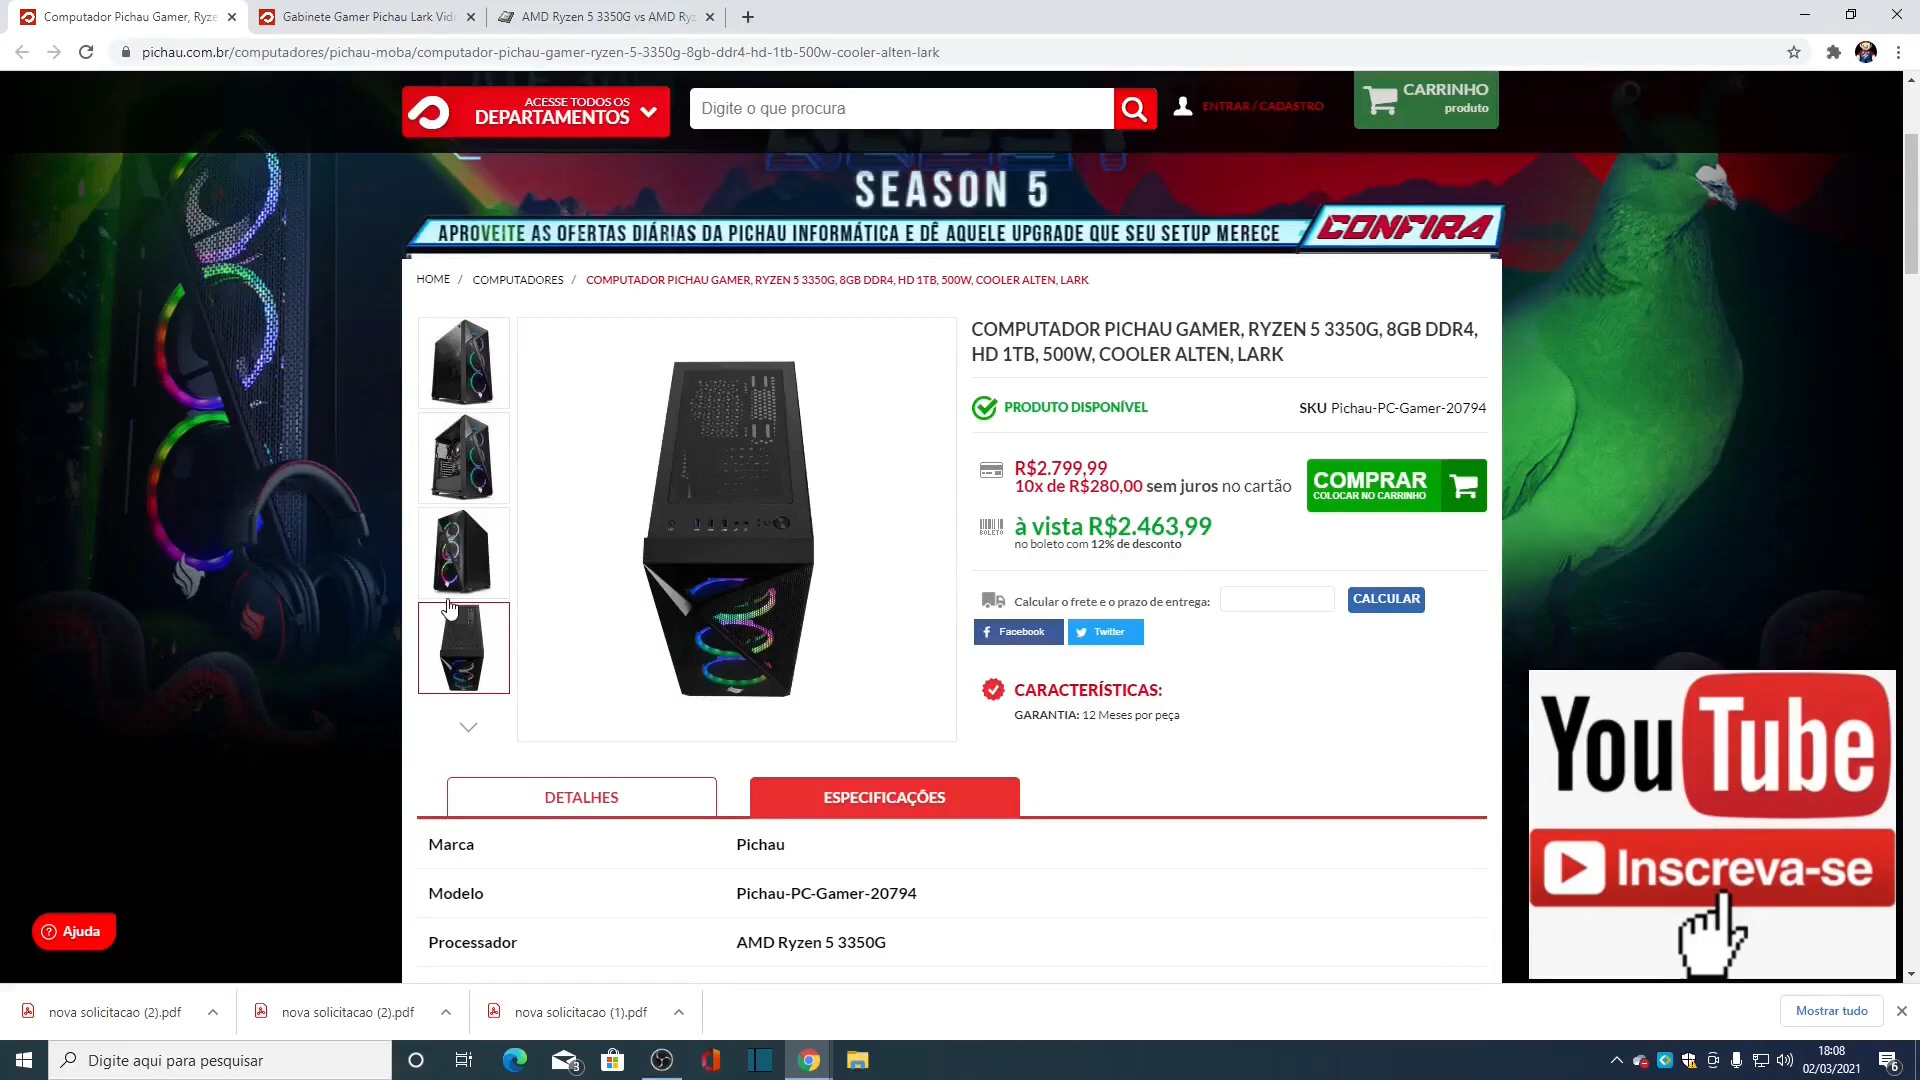 Computador Pichau Gamer, Ryze
Gabinete Gamer Pichau Lark Vid
AMD Ryzen 5 3350G vs AMD Ryz
pichau.com.br/computadores/pichau-moba/computador-pichau-gamer-ryzen-5-3350g-8gb-ddr4-hd-1tb-500w-cooler-alten-lark
ACESSE TODOS OS
DEPARTAMENTOS
Digite o que procura
ENTRAR / CADASTRO
CARRINHO
produto
SEASON 5
APROVEITE AS OFERTAS DIÁRIAS DA PICHAU INFORMÁTICA E DÊ AQUELE UPGRADE QUE SEU SETUP MERECE
CONFIRA
HOME / COMPUTADORES / COMPUTADOR PICHAU GAMER, RYZEN 5 3350G, 8GB DDR4, HD 1TB, 500W, COOLER ALTEN, LARK
COMPUTADOR PICHAU GAMER, RYZEN 5 3350G, 8GB DDR4,
HD 1TB, 500W, COOLER ALTEN, LARK
PRODUTO DISPONÍVEL
SKU Pichau-PC-Gamer-20794
R$2.799,99
10x de R$280,00 sem juros no cartão
COMPRAR
COLOCAR NO CARRINHO
BOLETO
à vista R$2.463,99
no boleto com 12% de desconto
Calcular o frete e o prazo de entrega:
CALCULAR
Facebook
Twitter
CARACTERÍSTICAS:
GARANTIA: 12 Meses por peça
DETALHES
ESPECIFICAÇÕES
Marca Pichau
Modelo Pichau-PC-Gamer-20794
Processador AMD Ryzen 5 3350G
Ajuda
YouTube
Inscreva-se
nova solicitacao (2).pdf
nova solicitacao (2).pdf
nova solicitacao (1).pdf
Mostrar tudo
Digite aqui para pesquisar
3
18:08
02/03/2021
6